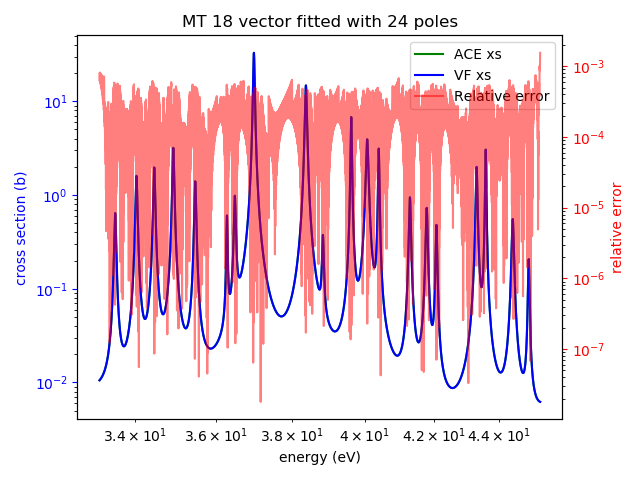 MT 18 vector fitted with 24 poles
ACE xs
VF xs
Relative error
10¹
10⁰
10⁻¹
10⁻²
cross section (b)
10⁻³
10⁻⁴
10⁻⁵
10⁻⁶
10⁻⁷
relative error
3.4 × 10¹ 3.6 × 10¹ 3.8 × 10¹ 4 × 10¹ 4.2 × 10¹ 4.4 × 10¹
energy (eV)